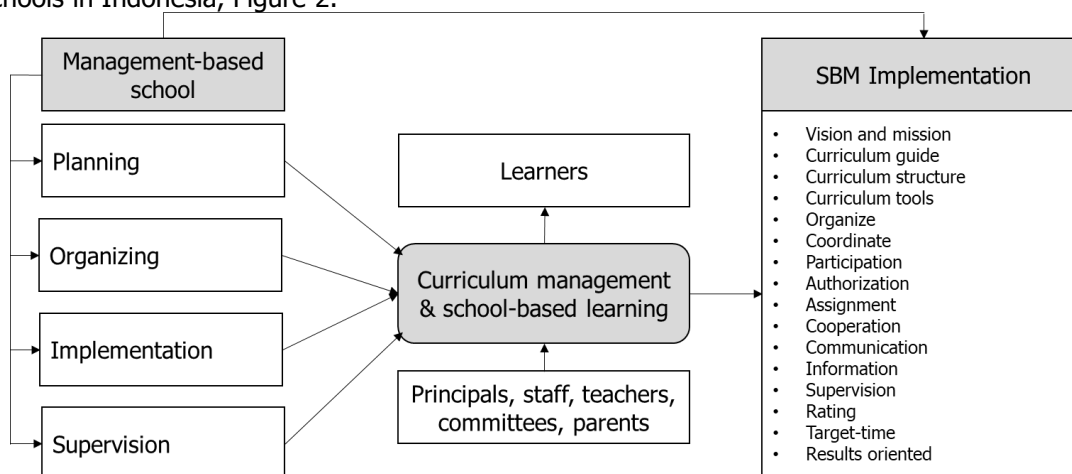 chools in Indonesia, Figure 2.
Management-based
school
SBM Implementation
Planning
Organizing
Implementation
Supervision
Learners
Curriculum management
& school-based learning
Principals, staff, teachers,
committees, parents
• Vision and mission
• Curriculum guide
• Curriculum structure
• Curriculum tools
• Organize
• Coordinate
• Participation
• Authorization
• Assignment
• Cooperation
• Communication
• Information
• Supervision
• Rating
• Target-time
• Results oriented